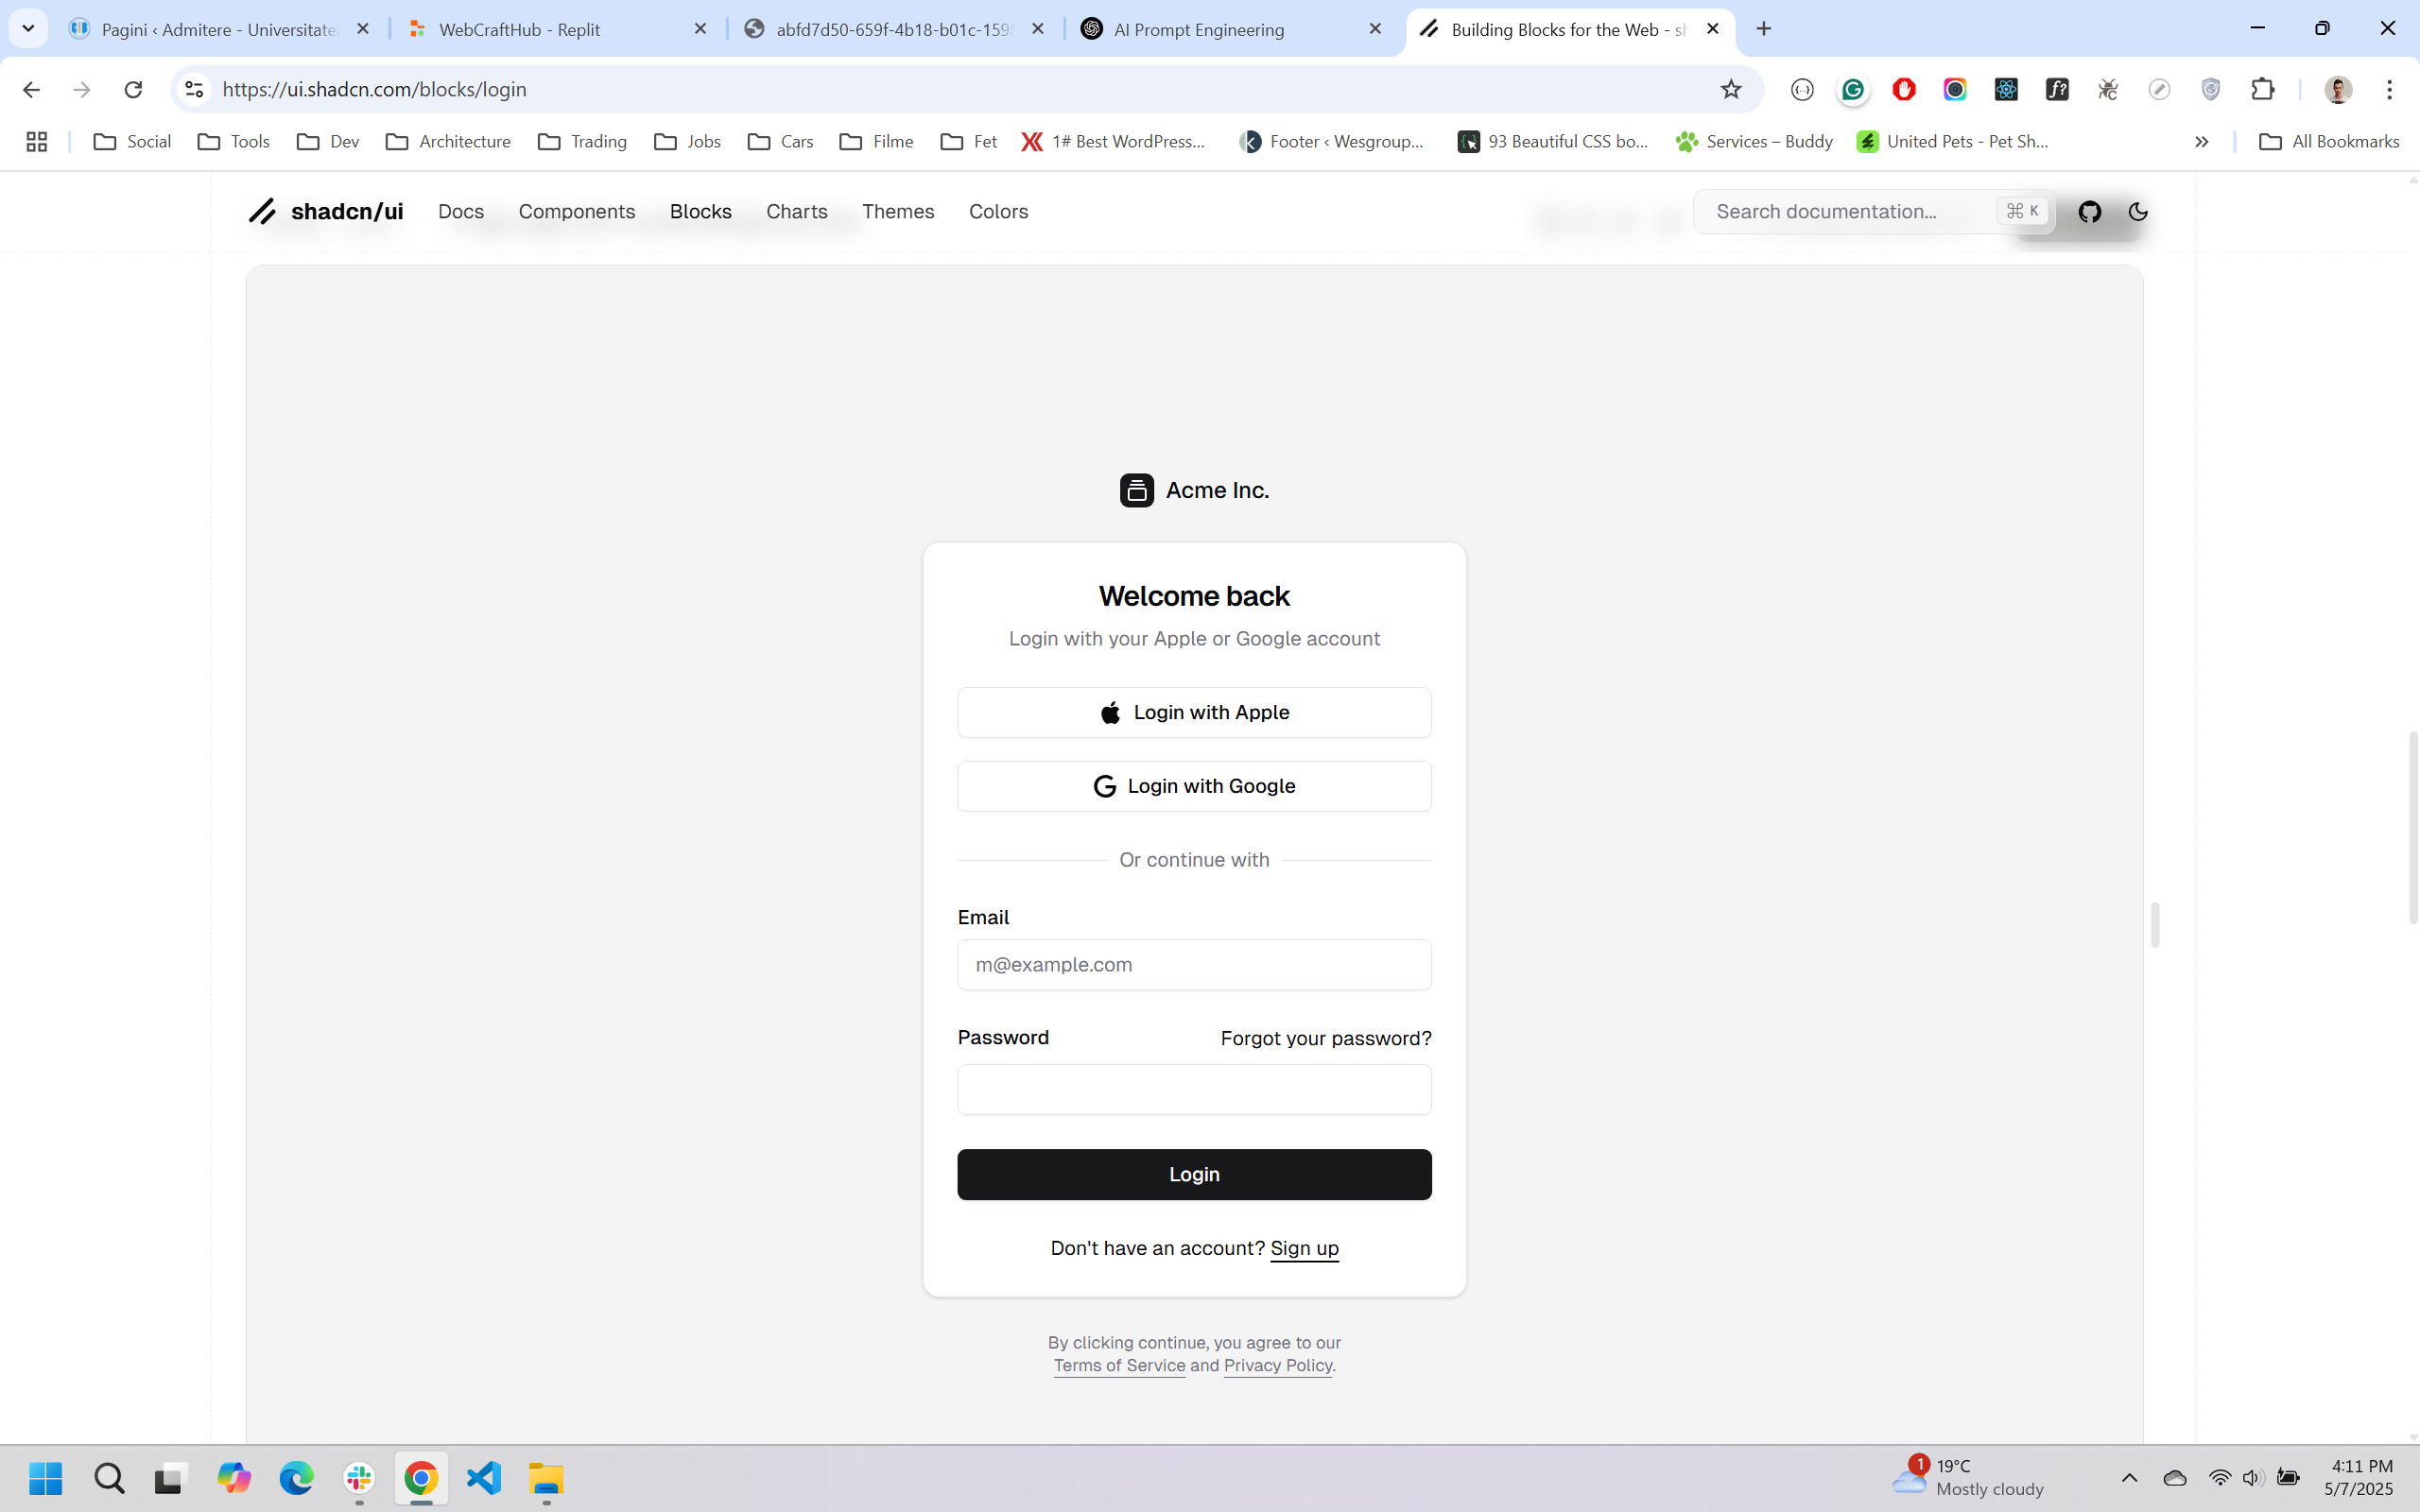 Pagini ‹ Admitere - Universitatea
WebCraftHub - Replit
abfd7d50-659f-4b18-b01c-159
AI Prompt Engineering
Building Blocks for the Web - sh
https://ui.shadcn.com/blocks/login
Social
Tools
Dev
Architecture
Trading
Jobs
Cars
Filme
Fet
1# Best WordPress...
Footer ‹ Wesgroup...
93 Beautiful CSS bo...
Services – Buddy
United Pets - Pet Sh...
»
All Bookmarks
shadcn/ui
Docs
Components
Blocks
Charts
Themes
Colors
Search documentation...
⌘ K
Acme Inc.
Welcome back
Login with your Apple or Google account
Login with Apple
Login with Google
Or continue with
Email
m@example.com
Password
Forgot your password?
Login
Don't have an account? Sign up
By clicking continue, you agree to our
Terms of Service and Privacy Policy.
1
19°C
Mostly cloudy
4:11 PM
5/7/2025